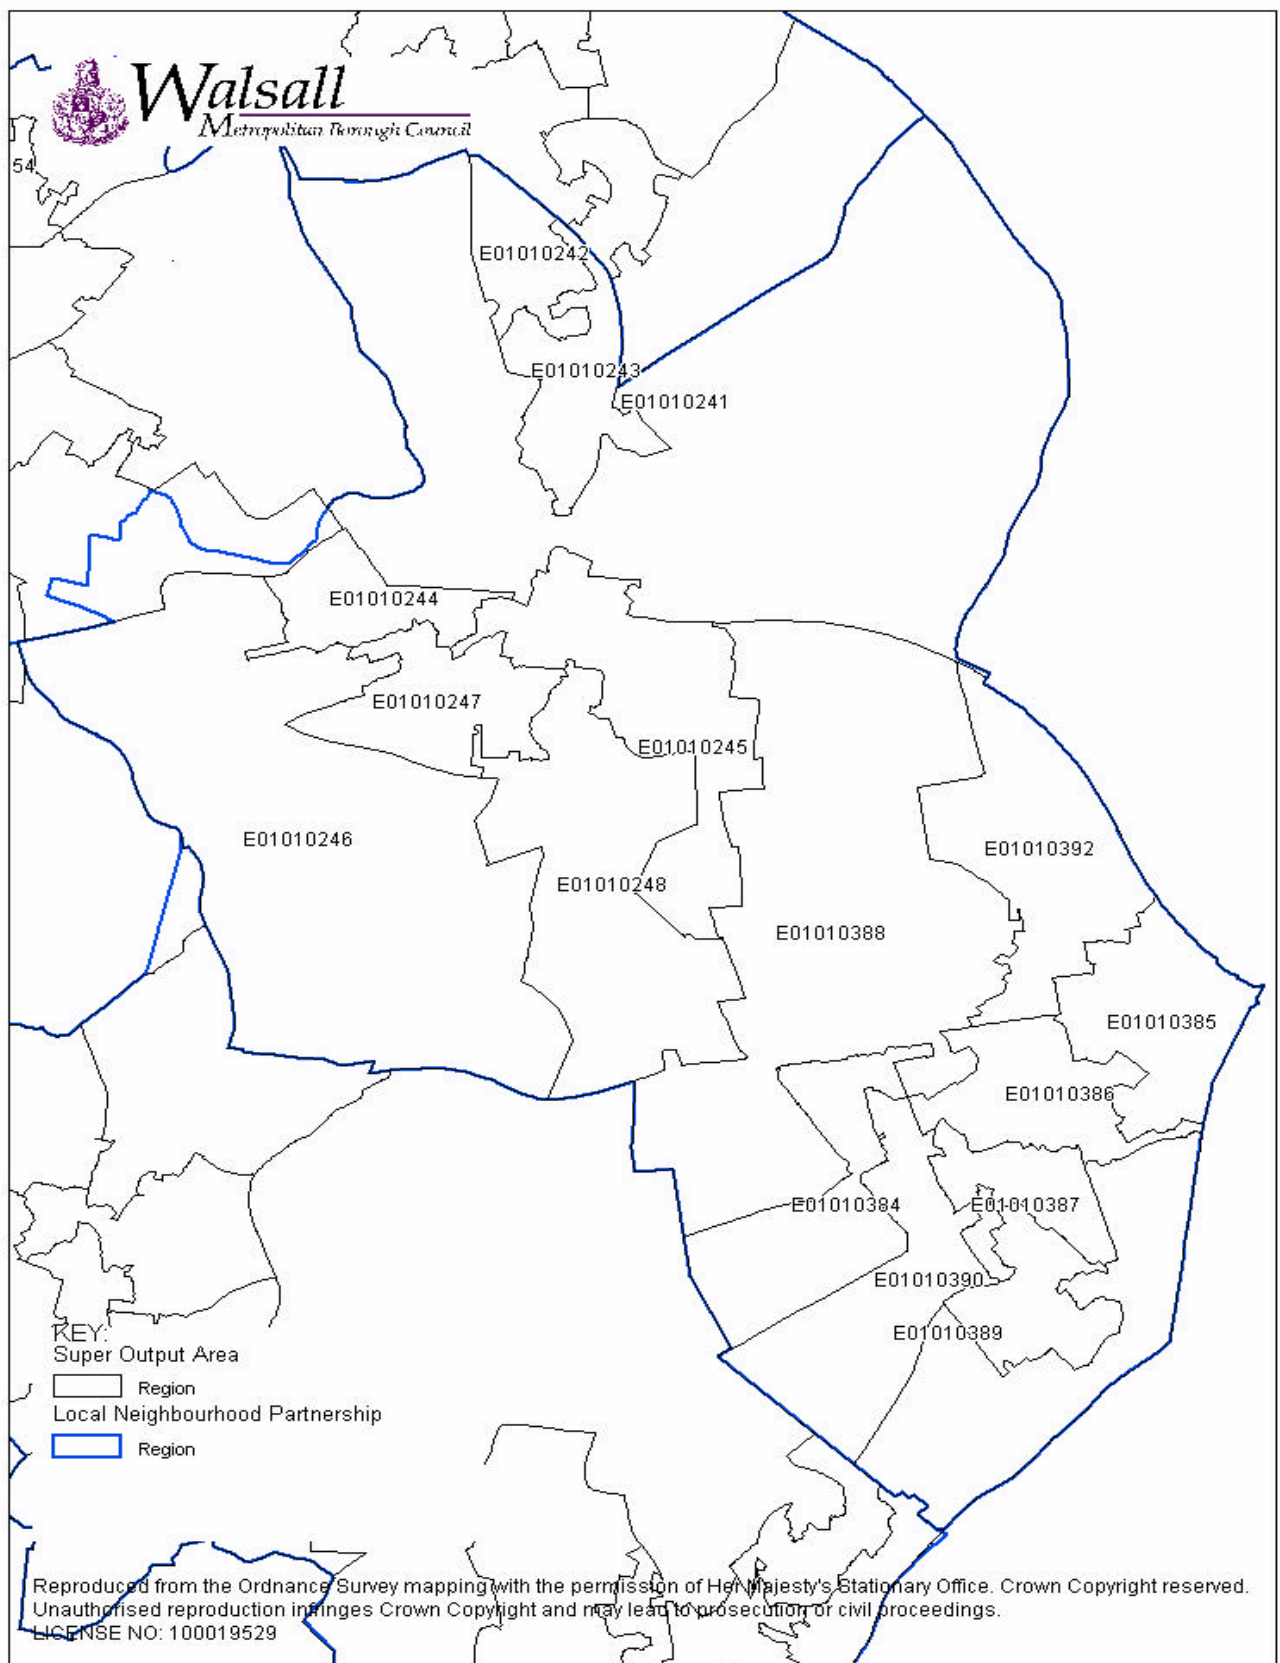 Walsall
Metropolitan Borough Council
54
E01010242
E01010243
E01010241
E01010244
E01010247
E01010245
E01010246
E01010392
E01010248
E01010388
E01010385
E01010386
E01010384
E01010387
E01010390
E01010389
KEY:
Super Output Area
Region
Local Neighbourhood Partnership
Region
Reproduced from the Ordnance Survey mapping with the permission of Her Majesty's Stationary Office. Crown Copyright reserved.
Unauthorised reproduction infringes Crown Copyright and may lead to prosecution or civil proceedings.
LICENSE NO: 100019529